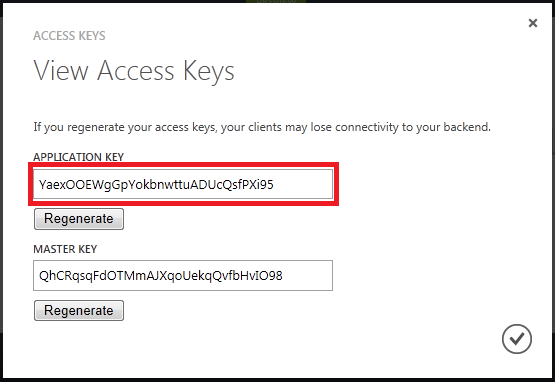 ACCESS KEYS
View Access Keys
If you regenerate your access keys, your clients may lose connectivity to your backend.
APPLICATION KEY
YaexOOEWgGpYokbnwttuADUcQsfPXi95
Regenerate
MASTER KEY
QhCRqsqFdOTMmAJXqoUekqQvfbHvIO98
Regenerate